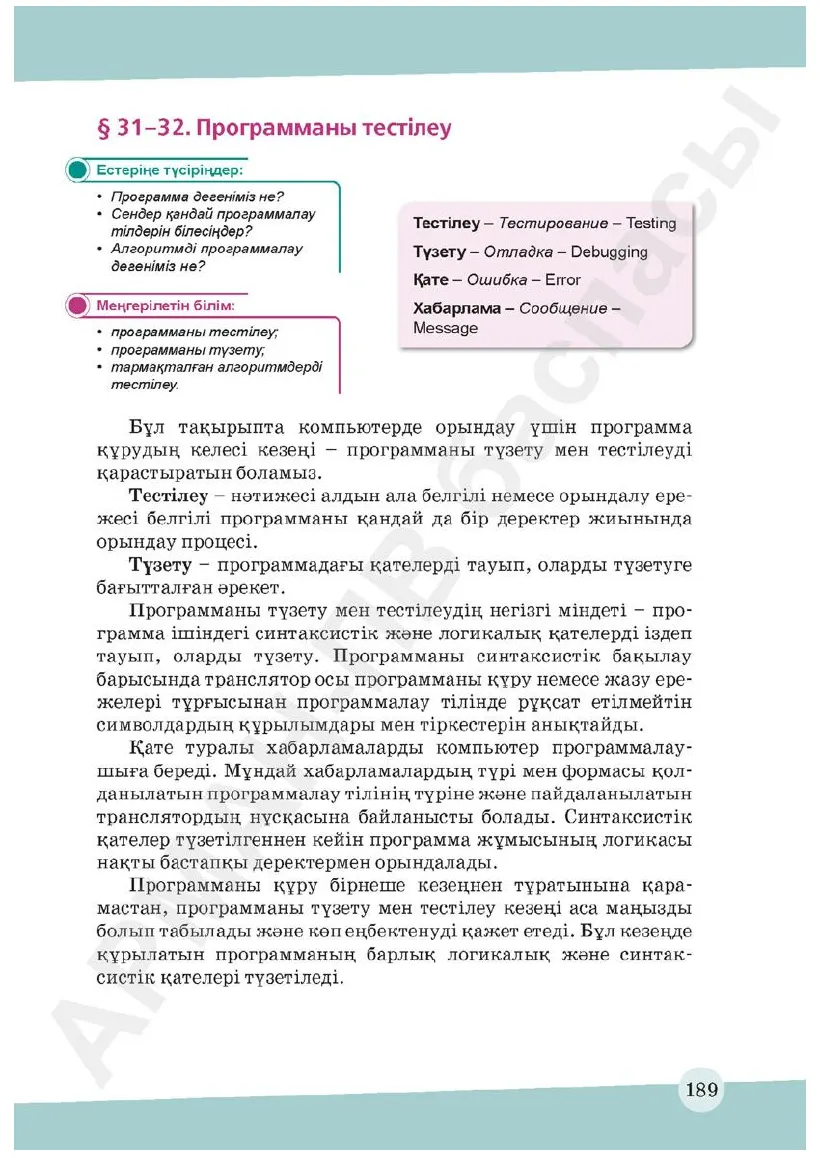 § 31–32. Программаны тестілеу
Естеріңе түсіріңдер:
• Программа дегеніміз не?
• Сендер қандай программалау
тілдерін білесіңдер?
• Алгоритмді программалау
дегеніміз не?
Меңгерілетін білім:
• программаны тестілеу;
• программаны түзету;
• тармақталған алгоритмдерді
тестілеу.
Тестілеу – Тестирование – Testing
Түзету – Отладка – Debugging
Қате – Ошибка – Error
Хабарлама – Сообщение –
Message
Бұл тақырыпта компьютерде орындау үшін программа
құрудың келесі кезеңі – программаны түзету мен тестілеуді
қарастыратын боламыз.
Тестілеу – нәтижесі алдын ала белгілі немесе орындалу ере-
жесі белгілі программаны қандай да бір деректер жиынында
орындау процесі.
Түзету – программадағы қателерді тауып, оларды түзетуге
бағытталған әрекет.
Программаны түзету мен тестілеудің негізгі міндеті – про-
грамма ішіндегі синтаксистік және логикалық қателерді іздеп
тауып, оларды түзету. Программаны синтаксистік бақылау
барысында транслятор осы программаны құру немесе жазу ере-
желері тұрғысынан программалау тілінде рұқсат етілмейтін
символдардың құрылымдары мен тіркестерін анықтайды.
Қате туралы хабарламаларды компьютер программалау-
шыға береді. Мұндай хабарламалардың түрі мен формасы қол-
данылатын программалау тілінің түріне және пайдаланылатын
транслятордың нұсқасына байланысты болады. Синтаксистік
қателер түзетілгеннен кейін программа жұмысының логикасы
нақты бастапқы деректермен орындалады.
Программаны құру бірнеше кезеңнен тұратынына қара-
мастан, программаны түзету мен тестілеу кезеңі аса маңызды
болып табылады және көп еңбектенуді қажет етеді. Бұл кезеңде
құрылатын программаның барлық логикалық және синтак-
систік қателері түзетіледі.
189
АРМАН-ПВ баспасы